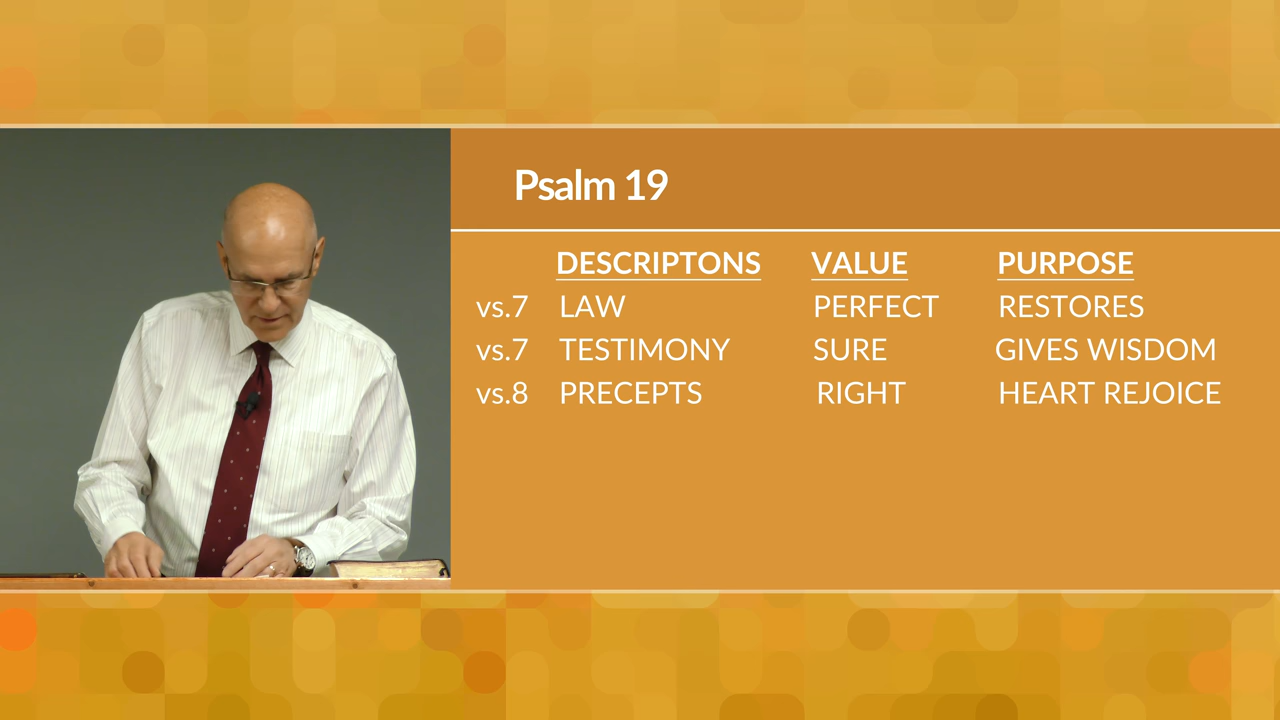 Psalm 19
DESCRIPTONS VALUE PURPOSE
vs.7 LAW PERFECT RESTORES
vs.7 TESTIMONY SURE GIVES WISDOM
vs.8 PRECEPTS RIGHT HEART REJOICE